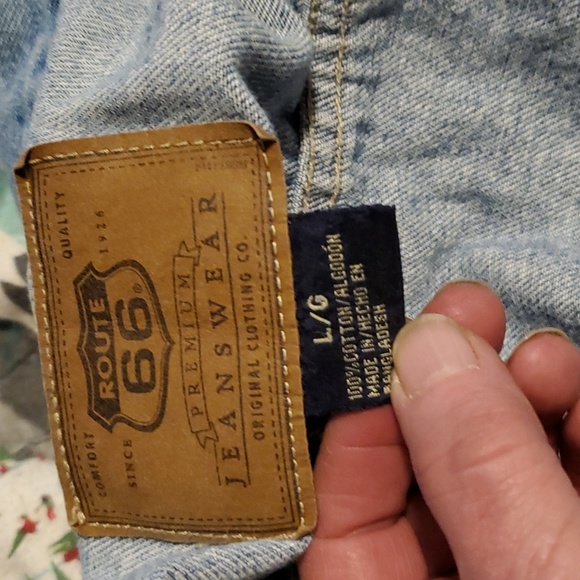 QUALITY
1926
ROUTE
66
COMFORT
SINCE
PREMIUM
JEANSWEAR
ORIGINAL CLOTHING CO.
L/G
100% COTTON/ALGODÓN
MADE IN/HECHO EN
BANGLADESH